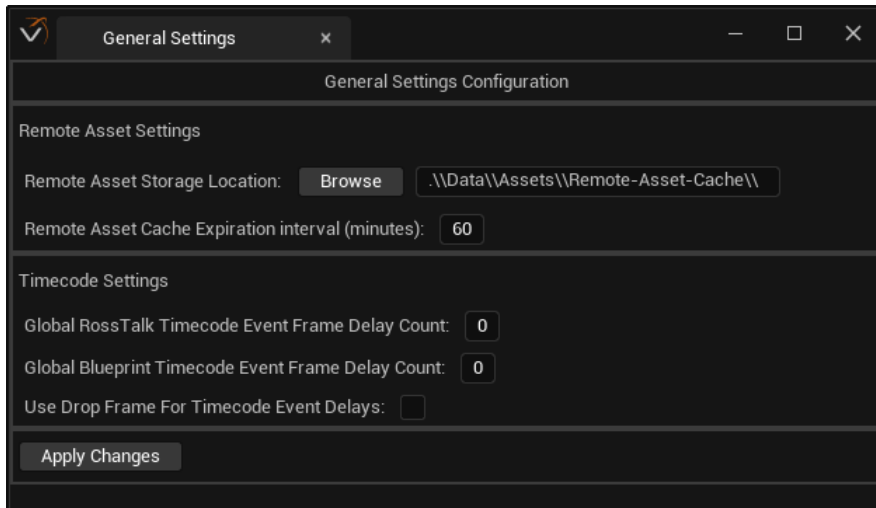 General Settings ×
General Settings Configuration
Remote Asset Settings
Remote Asset Storage Location: Browse .\\Data\\Assets\\Remote-Asset-Cache\\
Remote Asset Cache Expiration interval (minutes): 60
Timecode Settings
Global RossTalk Timecode Event Frame Delay Count: 0
Global Blueprint Timecode Event Frame Delay Count: 0
Use Drop Frame For Timecode Event Delays:
Apply Changes